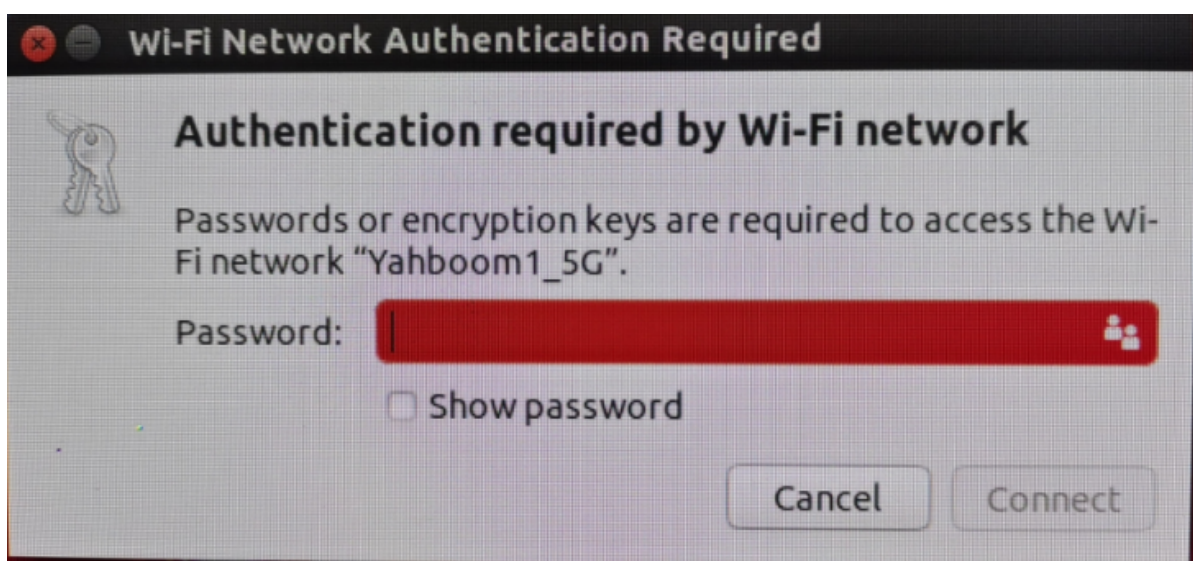 Wi-Fi Network Authentication Required
Authentication required by Wi-Fi network
Passwords or encryption keys are required to access the Wi-
Fi network “Yahboom1_5G”.
Password:
Show password
Cancel
Connect